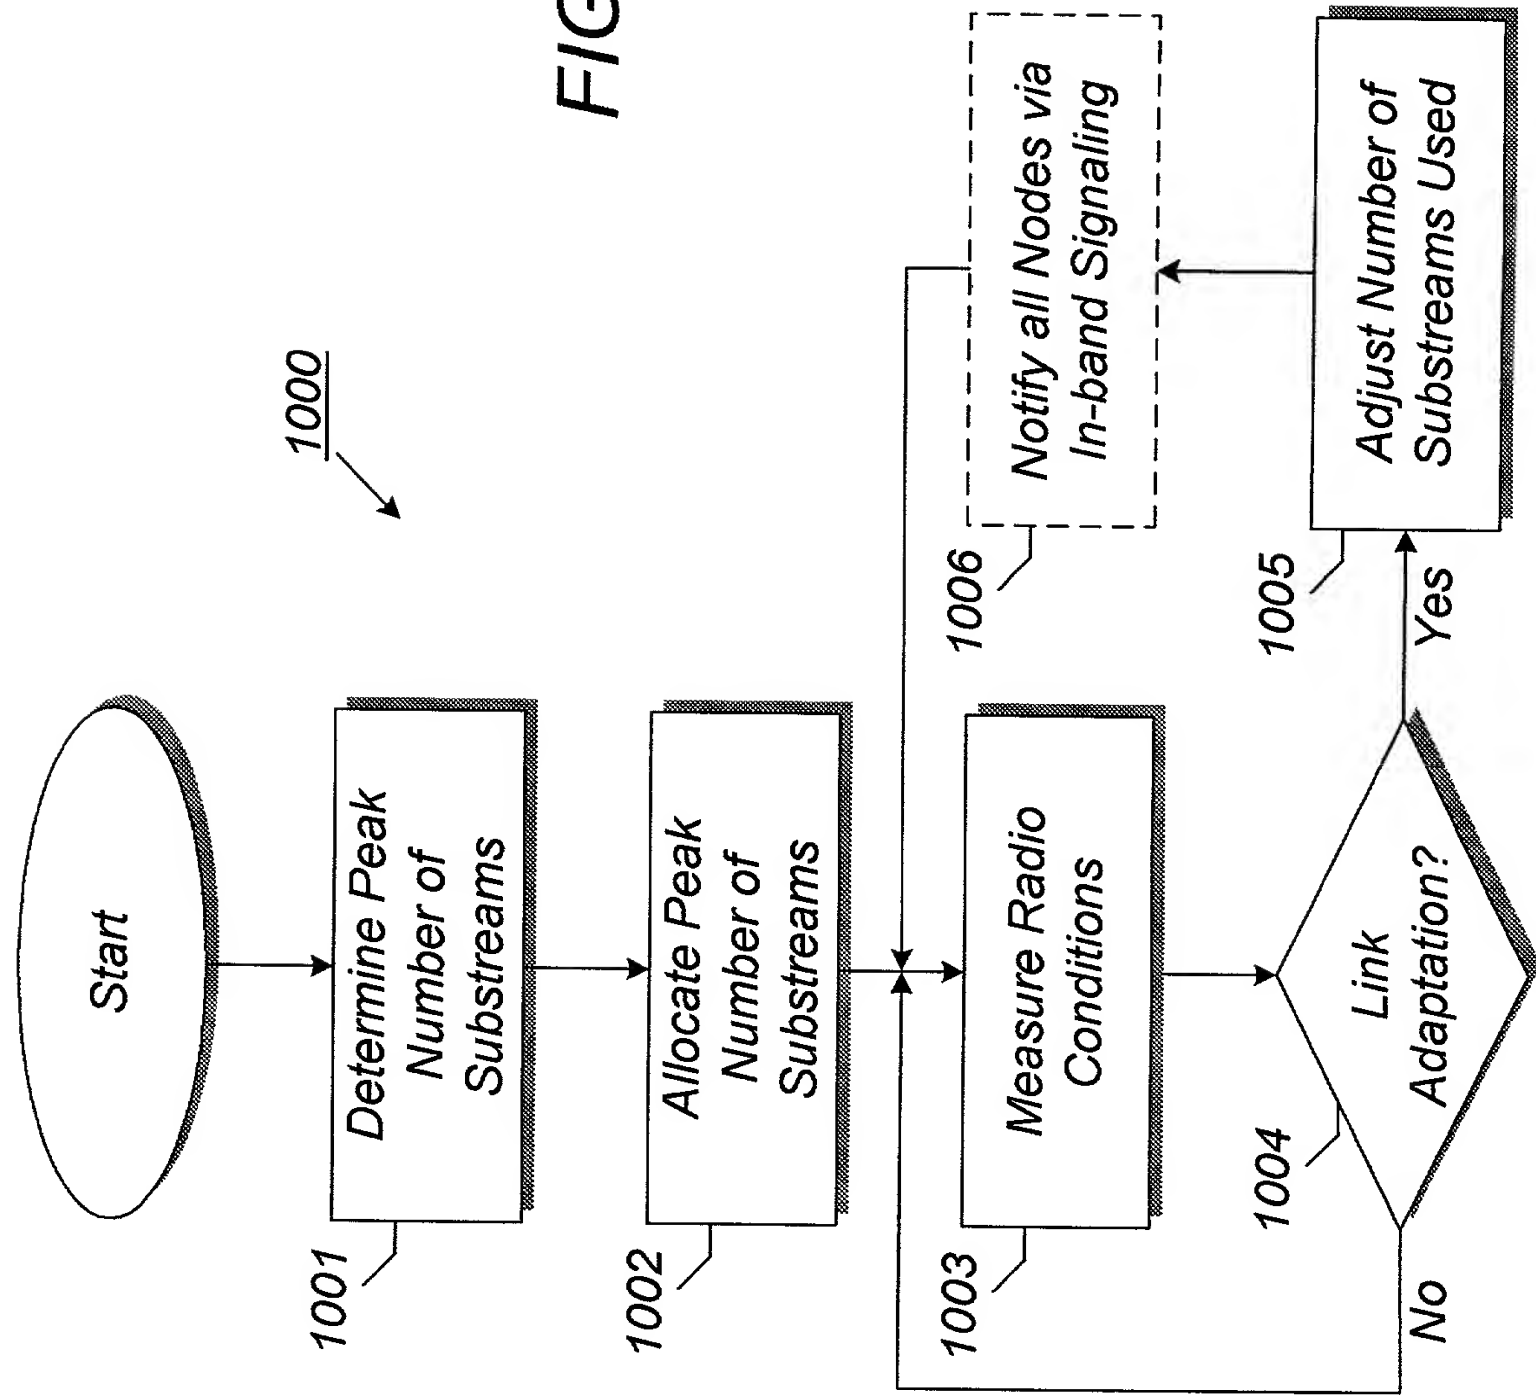 FIG
1000
Start
1001
Determine Peak
Number of
Substreams
1002
Allocate Peak
Number of
Substreams
1003
Measure Radio
Conditions
1004
Link
Adaptation?
No
Yes
1005
Adjust Number of
Substreams Used
1006
Notify all Nodes via
In-band Signaling